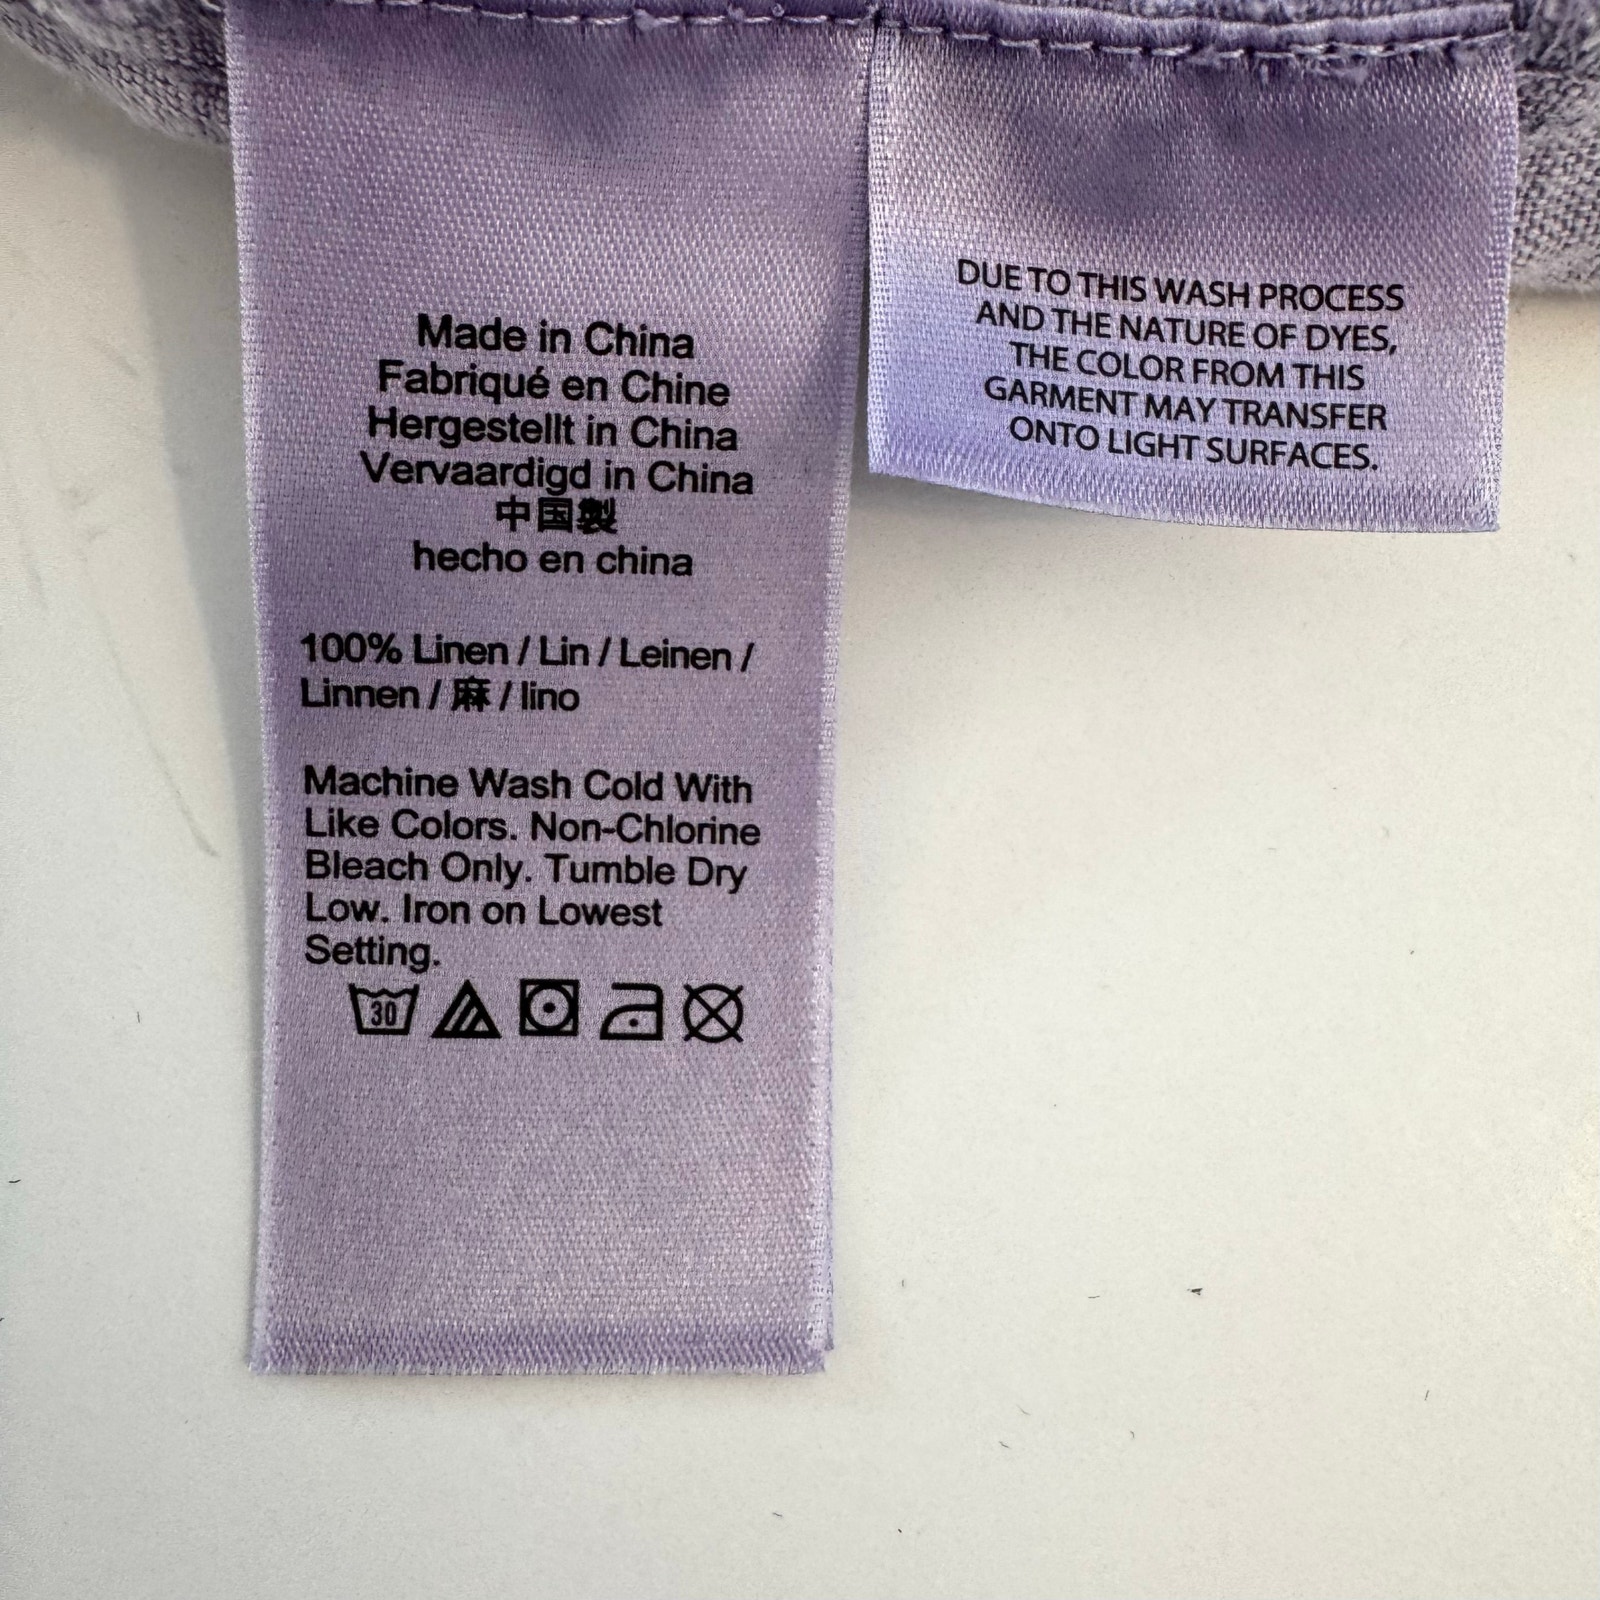 Made in China
Fabriqué en Chine
Hergestellt in China
Vervaardigd in China
中国製
hecho en china
100% Linen / Lin / Leinen /
Linnen / 麻 / lino
Machine Wash Cold With
Like Colors. Non-Chlorine
Bleach Only. Tumble Dry
Low. Iron on Lowest
Setting.
30
DUE TO THIS WASH PROCESS
AND THE NATURE OF DYES,
THE COLOR FROM THIS
GARMENT MAY TRANSFER
ONTO LIGHT SURFACES.